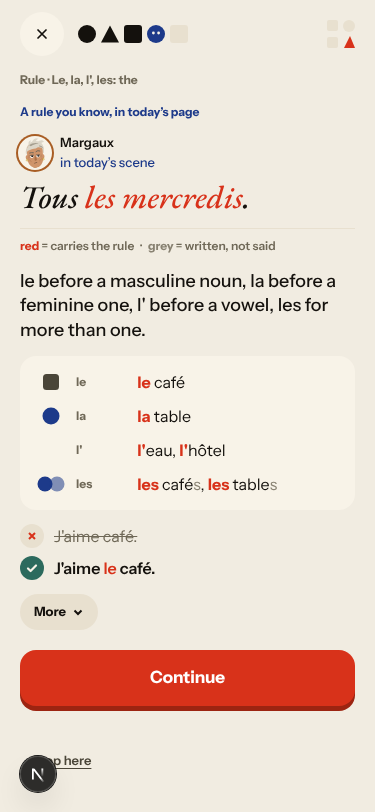 Rule · Le, la, l', les: the
A rule you know, in today's page
Margaux
in today's scene
Tous les mercredis.
red = carries the rule · grey = written, not said
le before a masculine noun, la before a
feminine one, l' before a vowel, les for
more than one.
le le café
la la table
l' l'eau, l'hôtel
les les cafés, les tables
J'aime café.
J'aime le café.
More
Continue
here
N